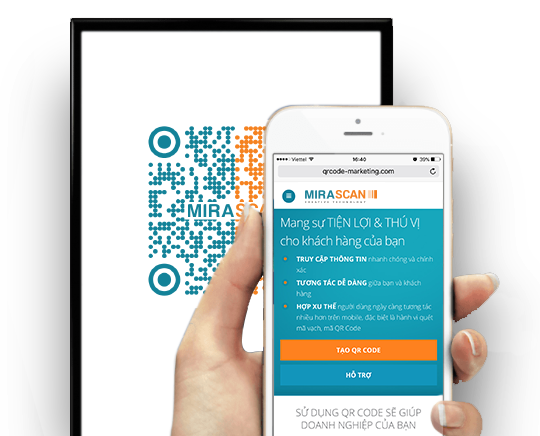 MIRAS
Viettel
16:40
39%
qrcode-marketing.com
MIRASCAN
CREATIVE TECHNOLOGY
Mang sự TIỆN LỢI & THÚ VỊ
cho khách hàng của bạn
TRUY CẬP THÔNG TIN nhanh chóng và chính
xác
TƯƠNG TÁC DỄ DÀNG giữa bạn và khách
hàng
HỢP XU THẾ người dùng ngày càng tương tác
nhiều hơn trên mobile, đặc biệt là hành vi quét
mã vạch, mã QR Code
TẠO QR CODE
HỖ TRỢ
SỬ DỤNG QR CODE SẼ GIÚP
DOANH NGHIỆP CỦA BẠN